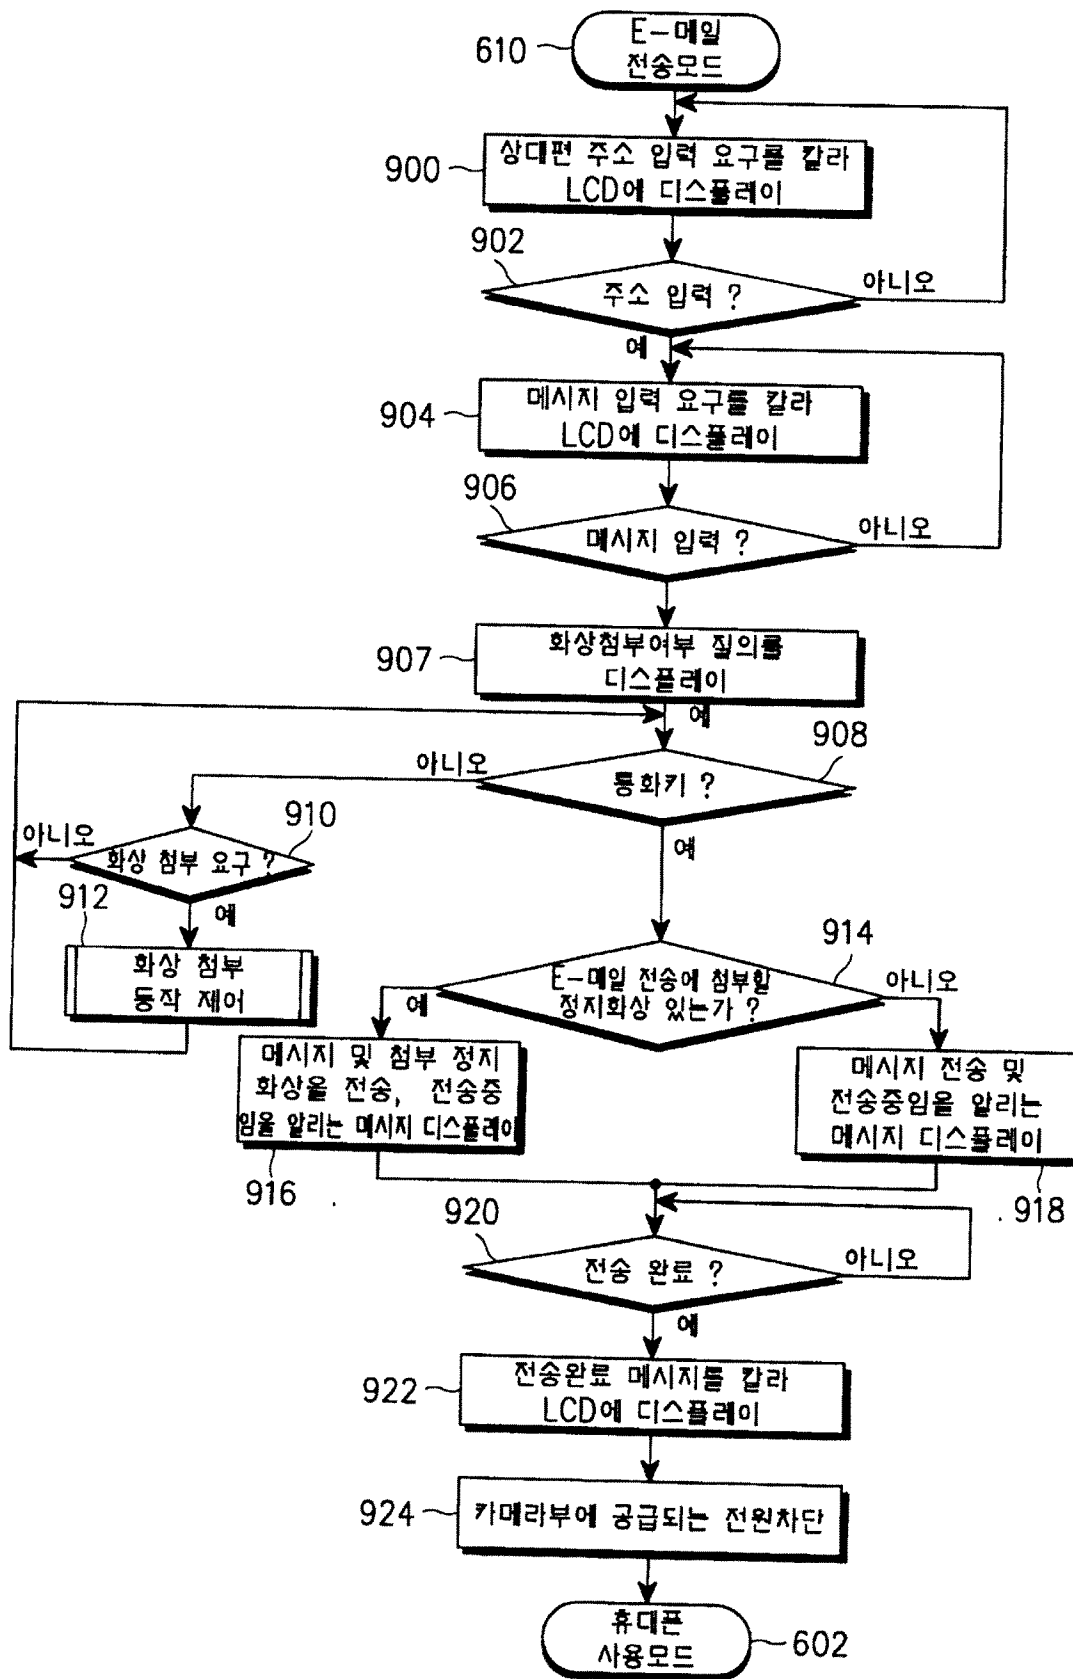 E-메일
전송모드
610
상대편 주소 입력 요구를 칼라
LCD에 디스플레이
900
902
주소 입력 ?
아니오
예
메시지 입력 요구를 칼라
LCD에 디스플레이
904
906
메시지 입력 ?
아니오
화상첨부여부 질의를
디스플레이
907
예
908
통화키 ?
아니오
예
910
아니오
화상 첨부 요구 ?
예
912
화상 첨부
동작 제어
914
E-메일 전송에 첨부할
정지화상 있는가 ?
예
아니오
메시지 및 첨부 정지
화상을 전송, 전송중
임을 알리는 메시지 디스플레이
916
메시지 전송 및
전송중임을 알리는
메시지 디스플레이
918
920
전송 완료 ?
아니오
예
전송완료 메시지를 칼라
LCD에 디스플레이
922
924
카메라부에 공급되는 전원차단
휴대폰
사용모드
602